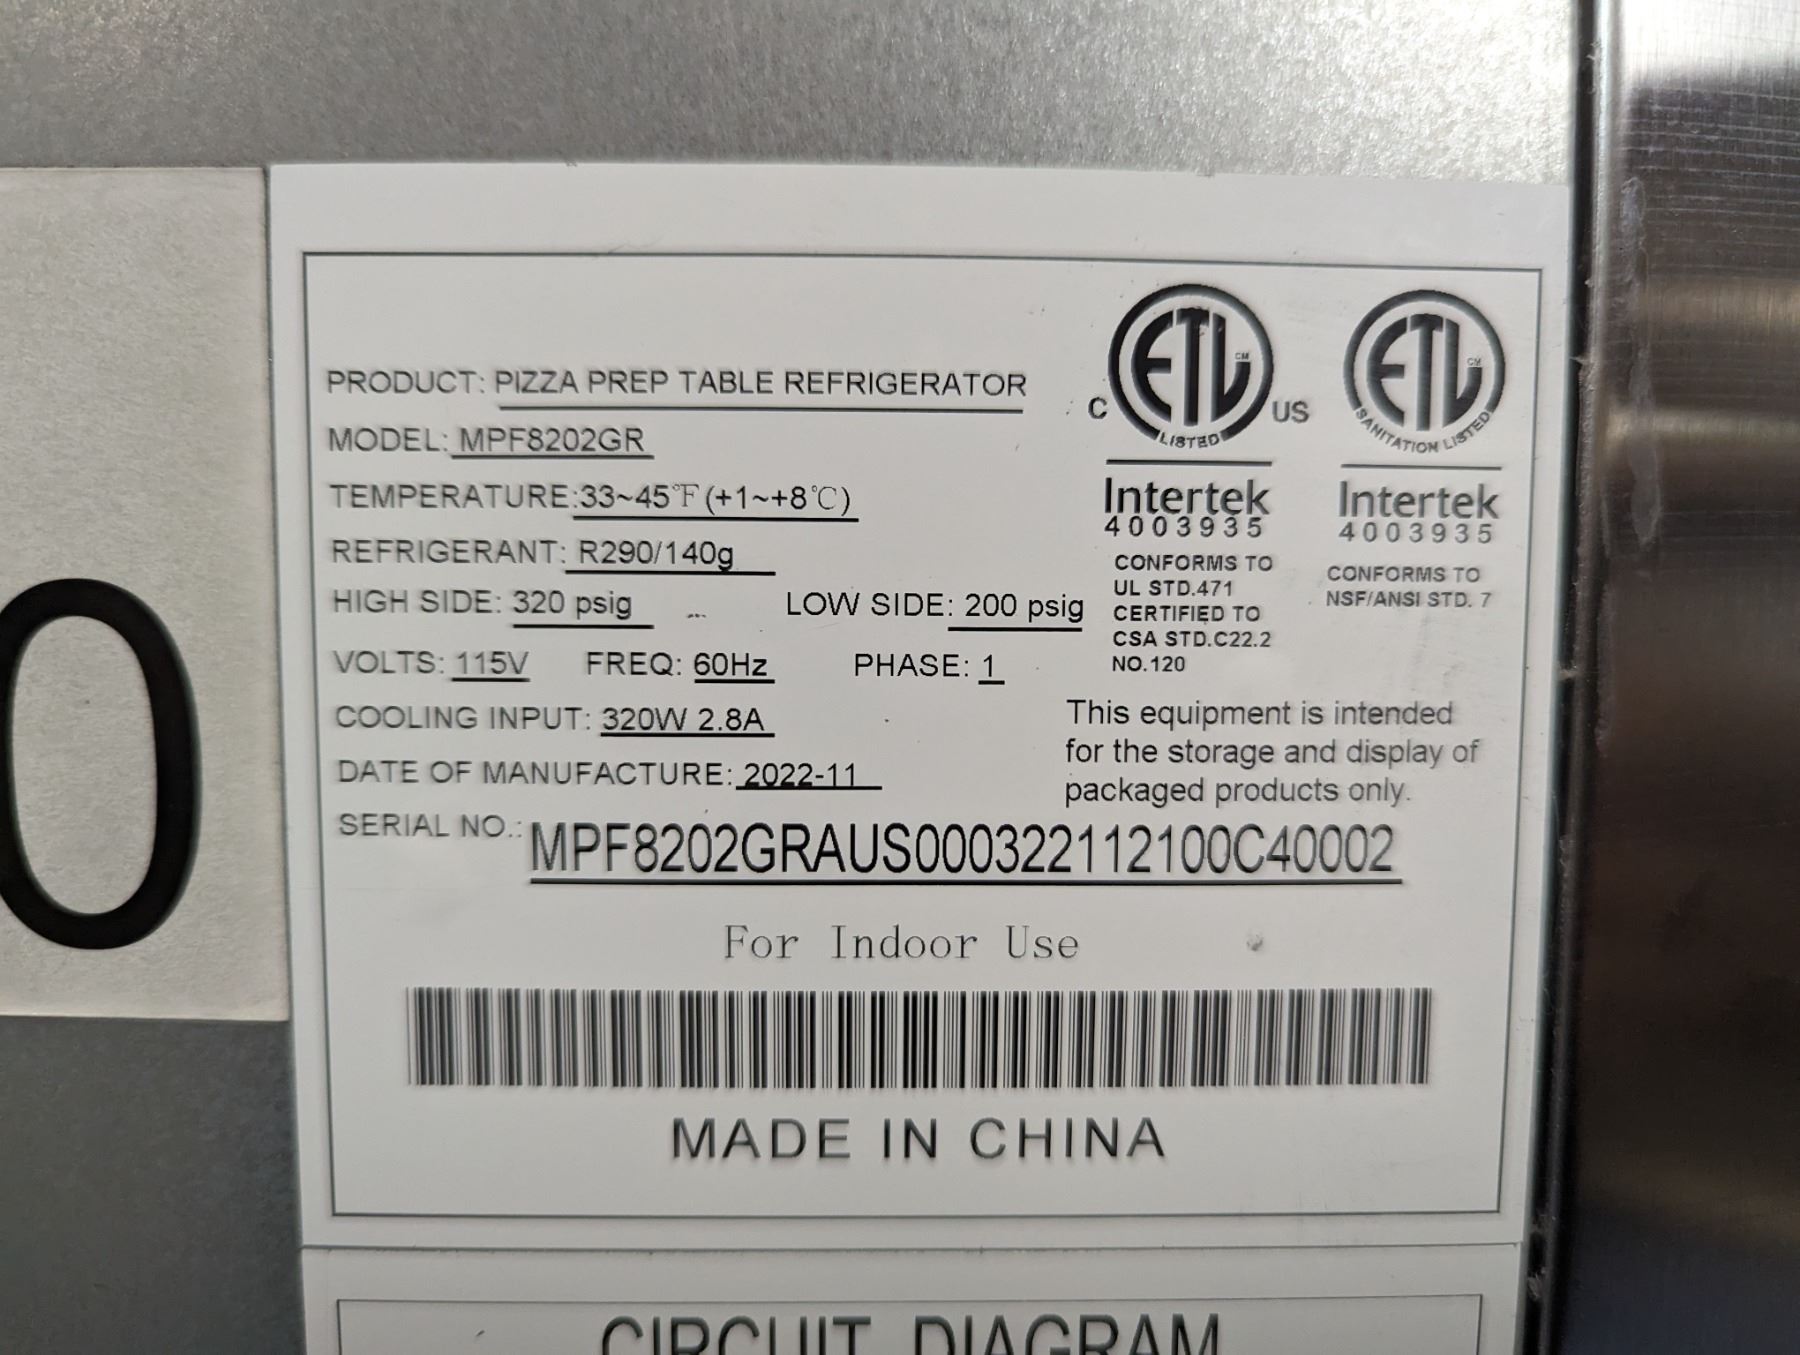 0
PRODUCT: PIZZA PREP TABLE REFRIGERATOR
MODEL: MPF8202GR
TEMPERATURE:33~45℉(+1~+8℃)
REFRIGERANT: R290/140g
HIGH SIDE: 320 psig LOW SIDE: 200 psig
VOLTS: 115V FREQ: 60Hz PHASE: 1
COOLING INPUT: 320W 2.8A
DATE OF MANUFACTURE: 2022-11
SERIAL NO.: MPF8202GRAUS000322112100C40002
C ETL CM US
LISTED
Intertek
4003935
CONFORMS TO
UL STD.471
CERTIFIED TO
CSA STD.C22.2
NO.120
ETL CM
SANITATION LISTED
Intertek
4003935
CONFORMS TO
NSF/ANSI STD. 7
This equipment is intended
for the storage and display of
packaged products only.
For Indoor Use
MADE IN CHINA
CIRCUIT DIAGRAM